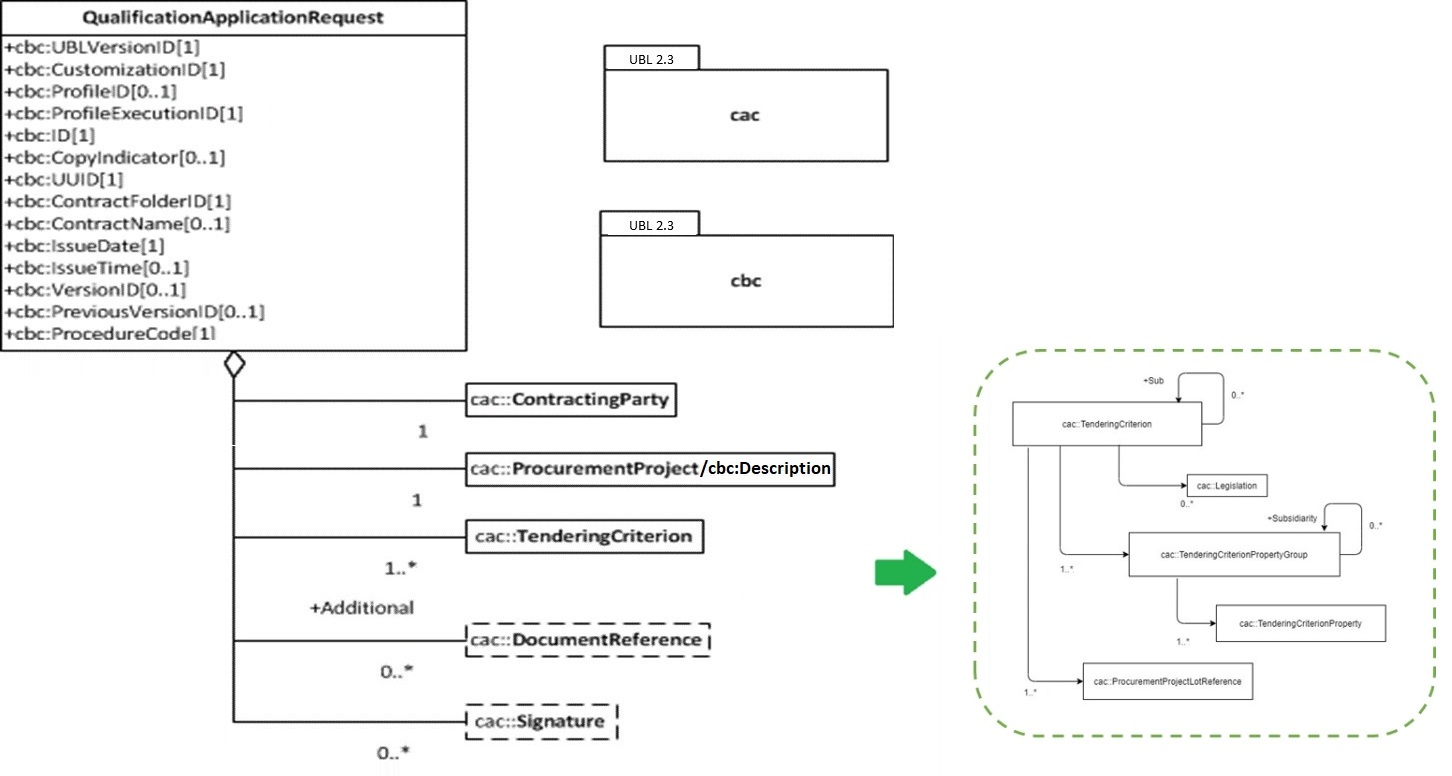 QualificationApplicationRequest
+cbc:UBLVersionID[1]
+cbc:CustomizationID[1]
+cbc:ProfileID[0..1]
+cbc:ProfileExecutionID[1]
+cbc:ID[1]
+cbc:CopyIndicator[0..1]
+cbc:UUID[1]
+cbc:ContractFolderID[1]
+cbc:ContractName[0..1]
+cbc:IssueDate[1]
+cbc:IssueTime[0..1]
+cbc:VersionID[0..1]
+cbc:PreviousVersionID[0..1]
+cbc:ProcedureCode[1]
UBL 2.3
cac
UBL 2.3
cbc
cac::ContractingParty
1
cac::ProcurementProject/cbc:Description
1
cac::TenderingCriterion
1..*
+Additional
cac::DocumentReference
0..*
cac::Signature
0..*
+Sub
0..*
cac::TenderingCriterion
cac::Legislation
0..*
+Subsidiarity
0..*
cac::TenderingCriterionPropertyGroup
1..*
cac::TenderingCriterionProperty
1..*
cac::ProcurementProjectLotReference
1..*